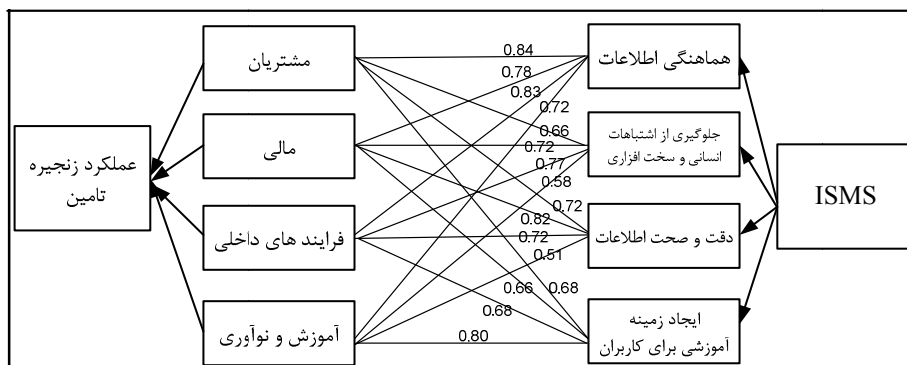 ISMS
هماهنگی اطلاعات
جلوگیری از اشتباهات
انسانی و سخت افزاری
دقت و صحت اطلاعات
ایجاد زمینه
آموزشی برای کاربران
0.84
0.78
0.83
0.72
0.66
0.72
0.77
0.58
0.72
0.82
0.72
0.51
0.66
0.68
0.68
0.80
مشتریان
مالی
فرایند های داخلی
آموزش و نوآوری
عملکرد زنجیره
تامین